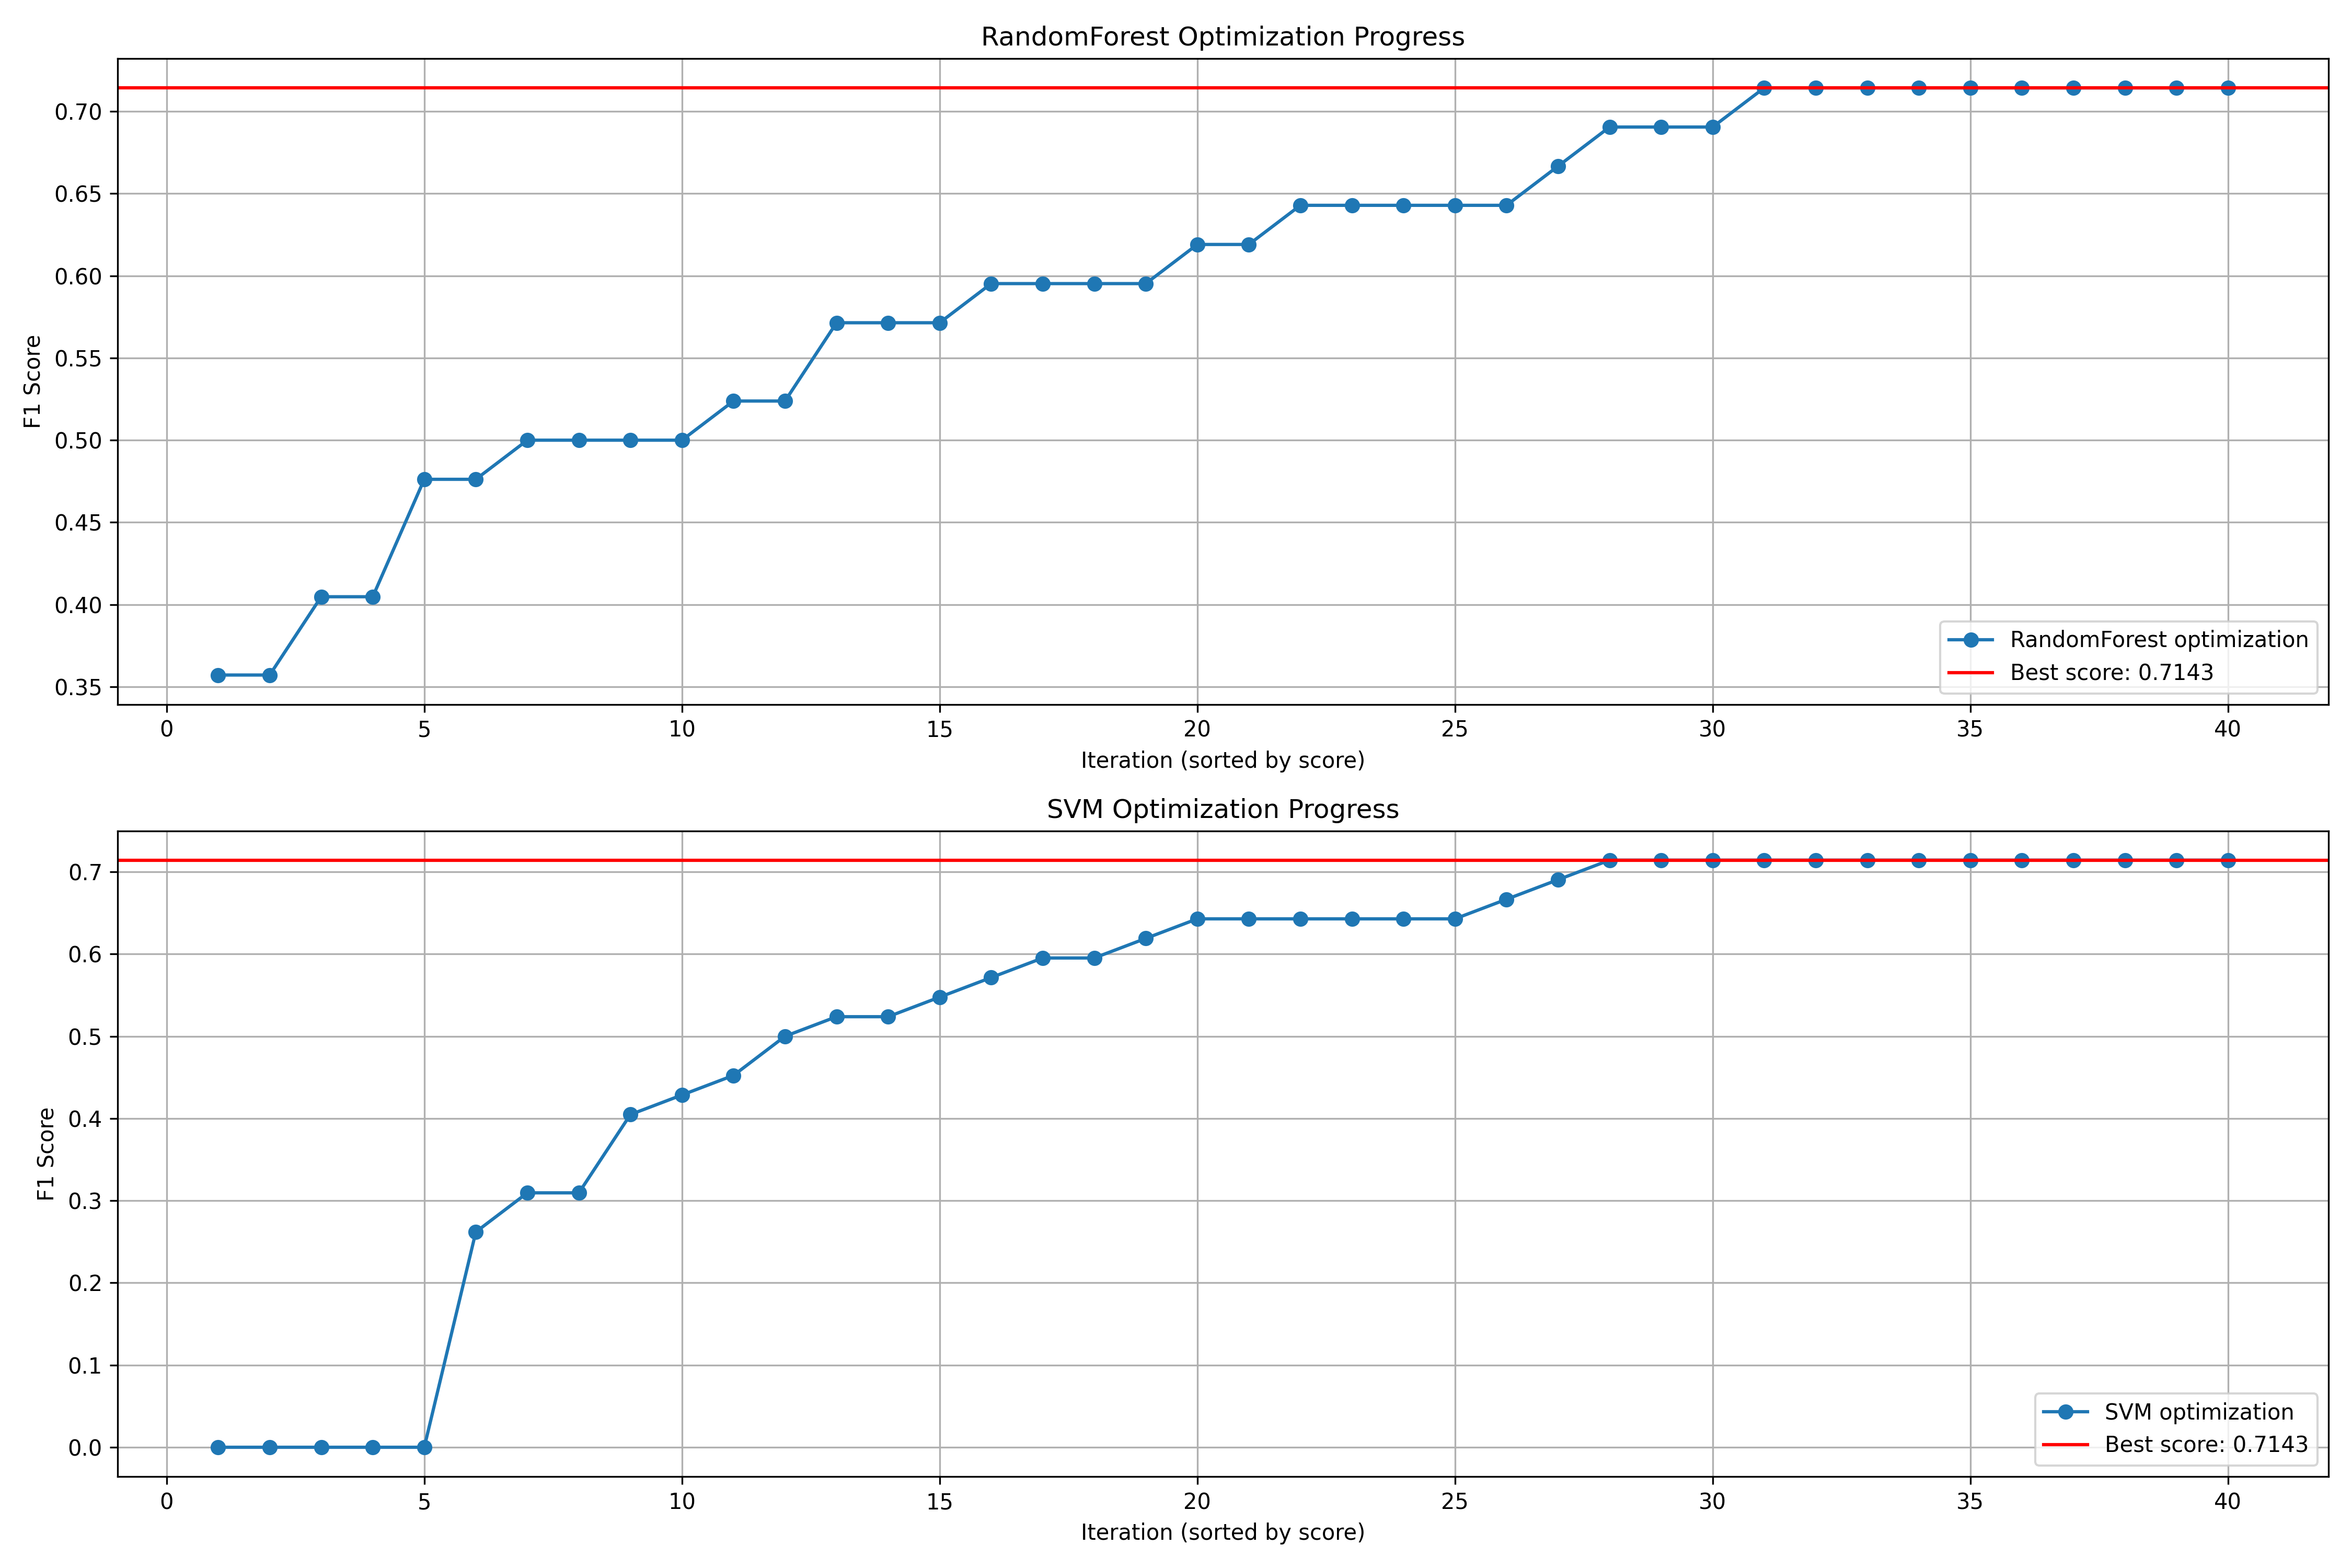 RandomForest Optimization Progress
F1 Score
0.70
0.65
0.60
0.55
0.50
0.45
0.40
0.35
RandomForest optimization
Best score: 0.7143
0 5 10 15 20 25 30 35 40
Iteration (sorted by score)
SVM Optimization Progress
F1 Score
0.7
0.6
0.5
0.4
0.3
0.2
0.1
0.0
SVM optimization
Best score: 0.7143
0 5 10 15 20 25 30 35 40
Iteration (sorted by score)